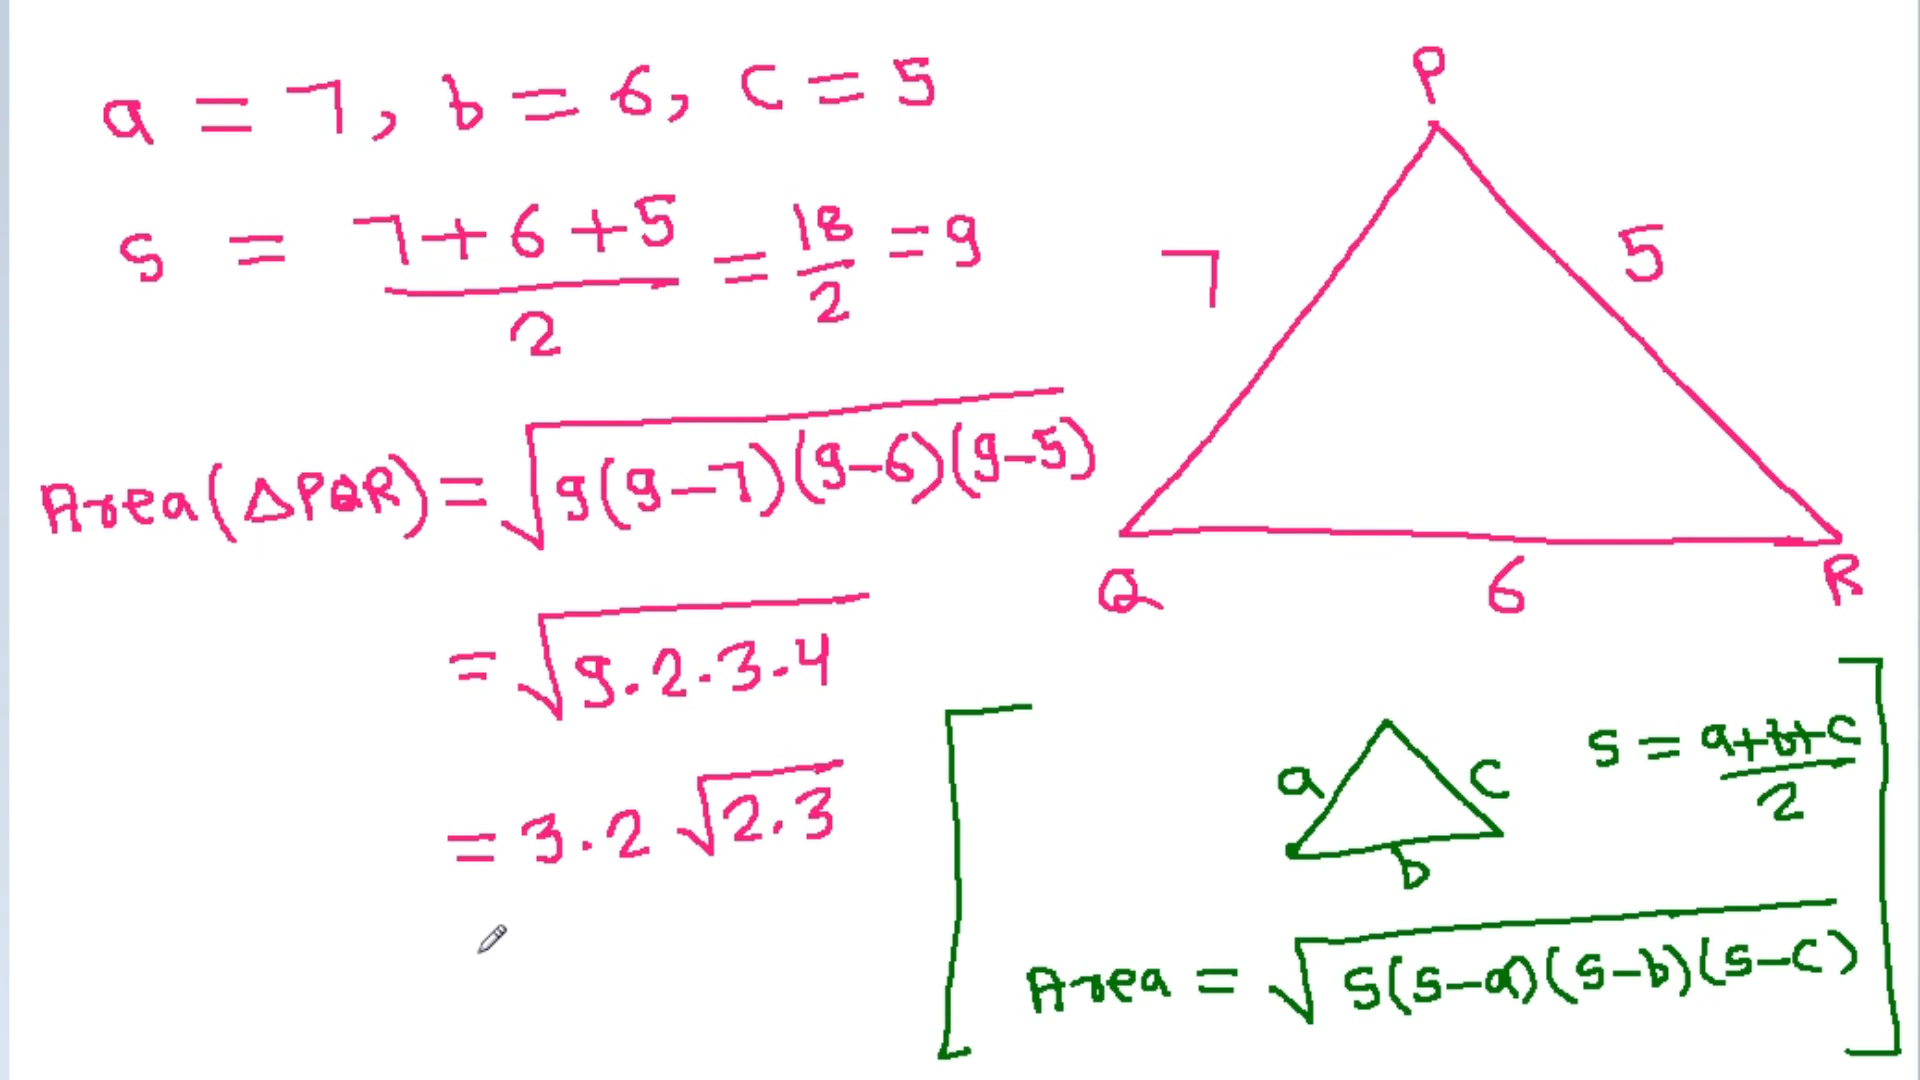 a = 7, b = 6, c = 5
s = (7+6+5)/2 = 18/2 = 9
Area(△PQR) = √(9(9-7)(9-6)(9-5))
= √(9.2.3.4)
= 3.2 √(2.3)
P
7
5
Q
6
R
a
c
b
s = (a+b+c)/2
Area = √(s(s-a)(s-b)(s-c))